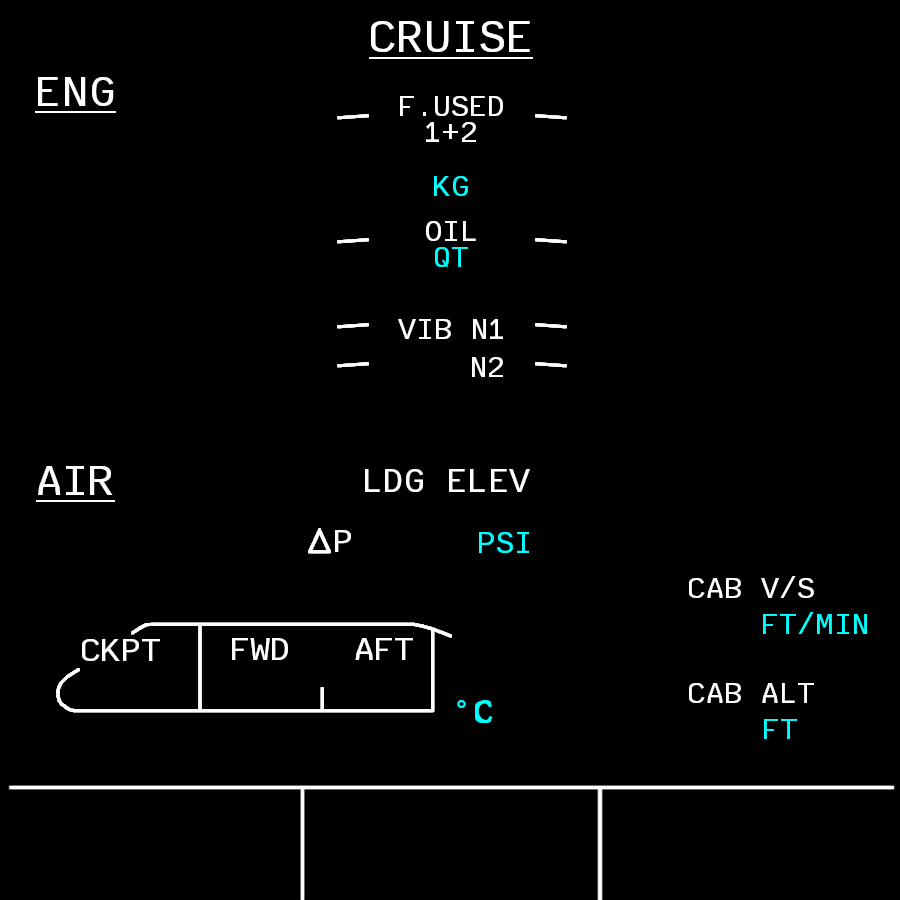 CRUISE
ENG
F.USED
1+2
KG
OIL
QT
VIB N1
N2
AIR
LDG ELEV
ΔP PSI
CAB V/S
FT/MIN
CKPT FWD AFT
CAB ALT
°C
FT